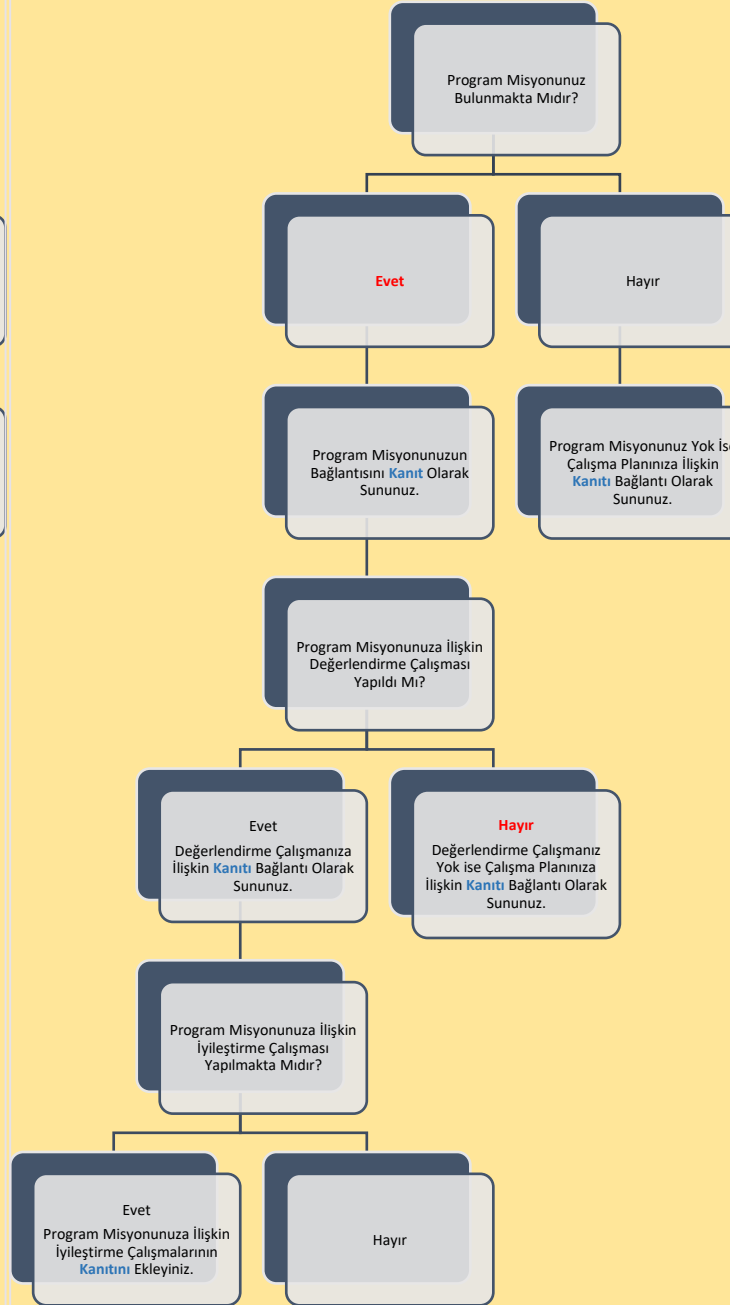 Program Misyonunuz
Bulunmakta Mıdır?
Evet
Hayır
Program Misyonunuzun
Bağlantısını Kanıt Olarak
Sununuz.
Program Misyonunuz Yok İse
Çalışma Planınıza İlişkin
Kanıtı Bağlantı Olarak
Sununuz.
Program Misyonunuza İlişkin
Değerlendirme Çalışması
Yapıldı Mı?
Evet
Değerlendirme Çalışmanıza
İlişkin Kanıtı Bağlantı Olarak
Sununuz.
Hayır
Değerlendirme Çalışmanız
Yok ise Çalışma Planınıza
İlişkin Kanıtı Bağlantı Olarak
Sununuz.
Program Misyonunuza İlişkin
İyileştirme Çalışması
Yapılmakta Mıdır?
Evet
Program Misyonunuza İlişkin
İyileştirme Çalışmalarının
Kanıtını Ekleyiniz.
Hayır